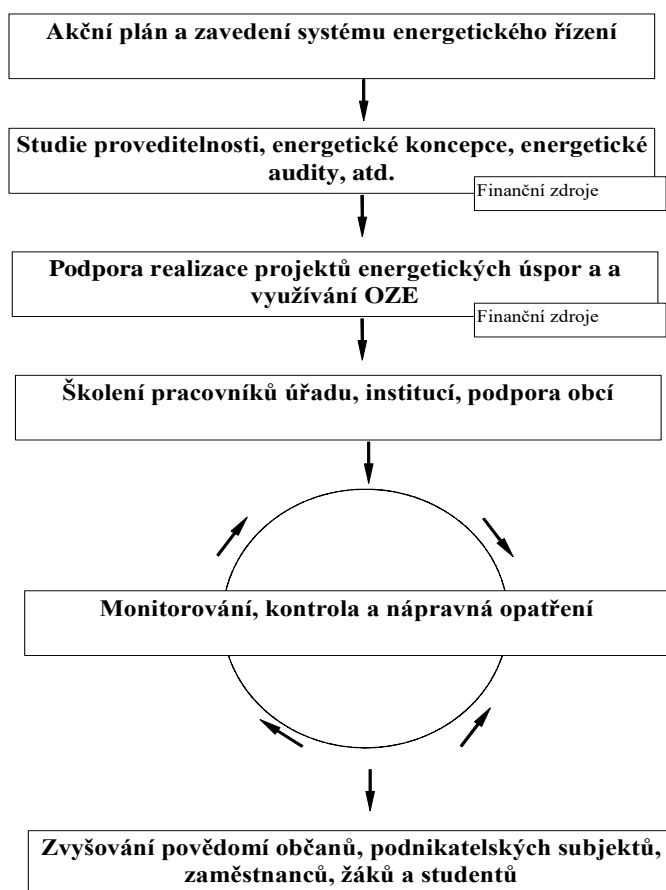 Akční plán a zavedení systému energetického řízení
Studie proveditelnosti, energetické koncepce, energetické
audity, atd.
Finanční zdroje
Podpora realizace projektů energetických úspor a a
využívání OZE
Finanční zdroje
Školení pracovníků úřadu, institucí, podpora obcí
Monitorování, kontrola a nápravná opatření
Zvyšování povědomí občanů, podnikatelských subjektů,
zaměstnanců, žáků a studentů